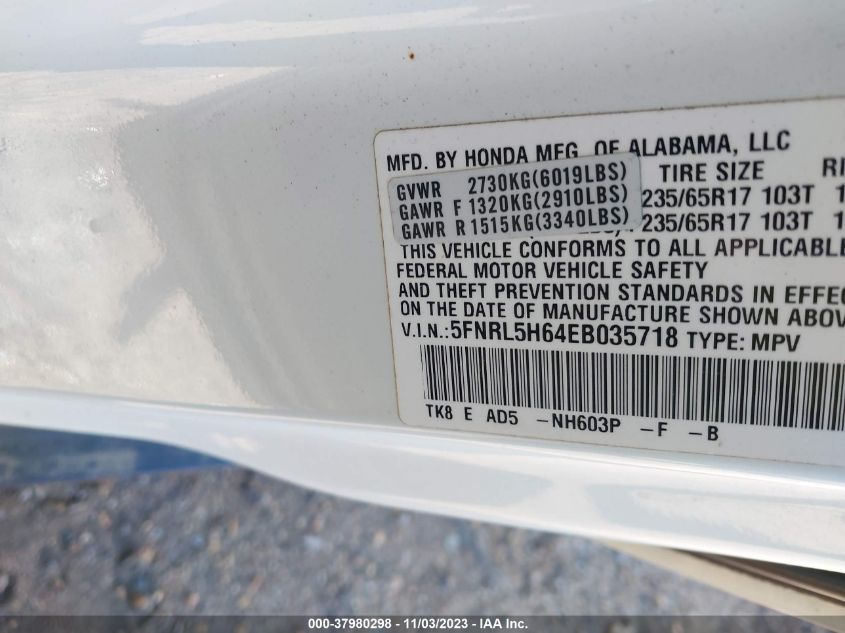 MFD. BY HONDA MFG. OF ALABAMA, LLC
GVWR 2730KG(6019LBS) TIRE SIZE RI
GAWR F 1320KG(2910LBS) 235/65R17 103T 1
GAWR R 1515KG(3340LBS) 235/65R17 103T 1
THIS VEHICLE CONFORMS TO ALL APPLICABLE
FEDERAL MOTOR VEHICLE SAFETY
AND THEFT PREVENTION STANDARDS IN EFFEC
ON THE DATE OF MANUFACTURE SHOWN ABOV
V.I.N.:5FNRL5H64EB035718 TYPE: MPV
TK8 E AD5 -NH603P -F -B
000-37980298 - 11/03/2023 - IAA Inc.